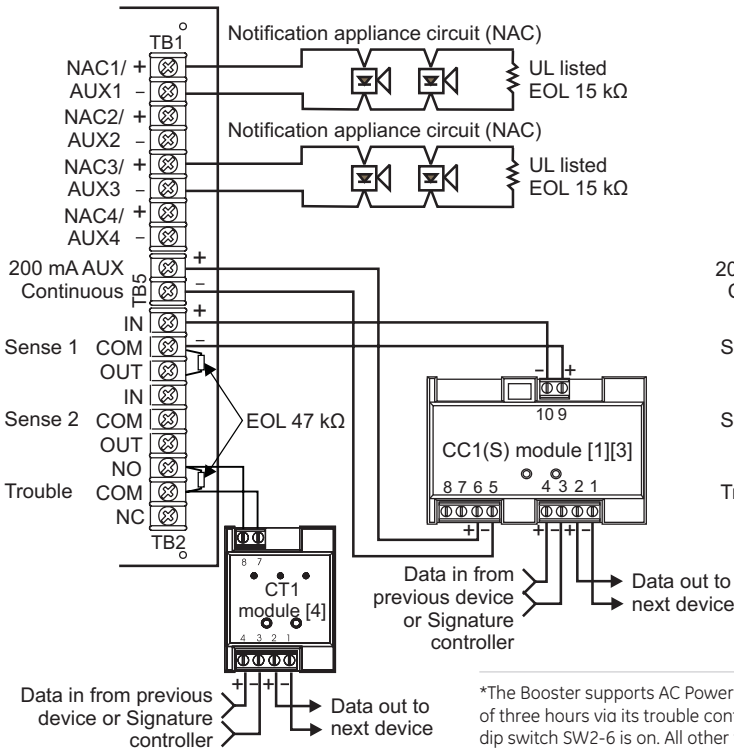 TB1
Notification appliance circuit (NAC)
NAC1/ +
AUX1 –
UL listed
EOL 15 kΩ
NAC2/ +
AUX2 –
Notification appliance circuit (NAC)
NAC3/ +
AUX3 –
UL listed
EOL 15 kΩ
NAC4/ +
AUX4 –
200 mA AUX
Continuous
TB5
+
–
+
–
IN
Sense 1 COM
OUT
IN
Sense 2 COM
OUT
EOL 47 kΩ
NO
Trouble COM
NC
TB2
– +
10 9
CC1(S) module [1][3]
8 7 6 5 4 3 2 1
+ – + – + –
Data in from
previous device
or Signature
controller
Data out to
next device
8 7
CT1
module [4]
4 3 2 1
+ – + –
Data in from previous
device or Signature
controller
Data out to
next device
*The Booster supports AC Power
of three hours via its trouble
dip switch SW2-6 is on. All other